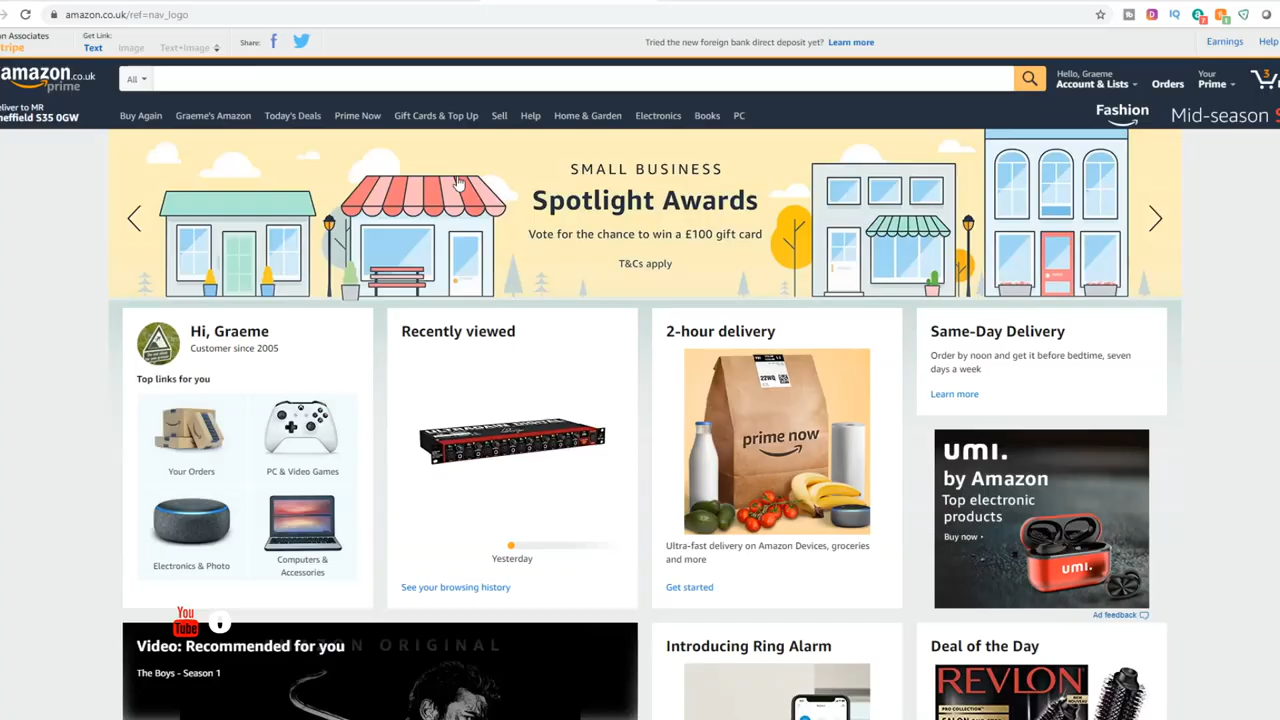 amazon.co.uk/ref=nav_logo
n Associates
Get Link:
tripe
Text
Image
Text+Image
Share:
Tried the new foreign bank direct deposit yet? Learn more
Earnings
Help
amazon.co.uk
prime
All
Hello, Graeme
Account & Lists
Orders
Your
Prime
3
eliver to MR
heffield S35 0GW
Buy Again
Graeme's Amazon
Today's Deals
Prime Now
Gift Cards & Top Up
Sell
Help
Home & Garden
Electronics
Books
PC
Fashion
Mid-season S
SMALL BUSINESS
Spotlight Awards
Vote for the chance to win a £100 gift card
T&Cs apply
Hi, Graeme
Customer since 2005
Top links for you
Your Orders
PC & Video Games
Electronics & Photo
Computers &
Accessories
Recently viewed
Yesterday
See your browsing history
2-hour delivery
22WQ
prime now
Ultra-fast delivery on Amazon Devices, groceries
and more
Get started
Same-Day Delivery
Order by noon and get it before bedtime, seven
days a week
Learn more
umi.
by Amazon
Top electronic
products
Buy now
umi.
Ad feedback
You
Tube
0
Video: Recommended for you
N ORIGINAL
The Boys - Season 1
Introducing Ring Alarm
Deal of the Day
REVLON
PRO COLLECTION